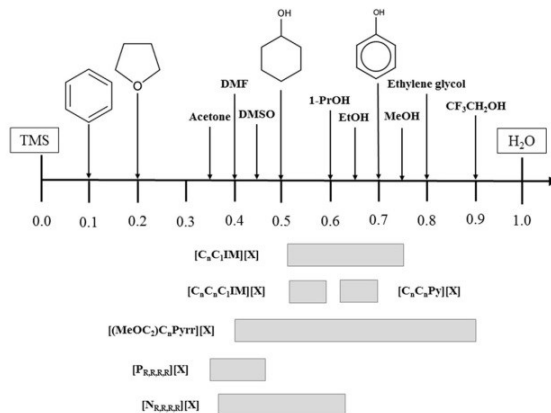 OH
OH
O
DMF
Ethylene glycol
Acetone
DMSO
1-PrOH
EtOH
MeOH
CF₃CH₂OH
TMS
H₂O
0.0 0.1 0.2 0.3 0.4 0.5 0.6 0.7 0.8 0.9 1.0
[CₙC₁IM][X]
[CₙCₙC₁IM][X] [CₙCₙPy][X]
[(MeOC₂)CₙPyrr][X]
[P_R,R,R,R][X]
[N_R,R,R,R][X]